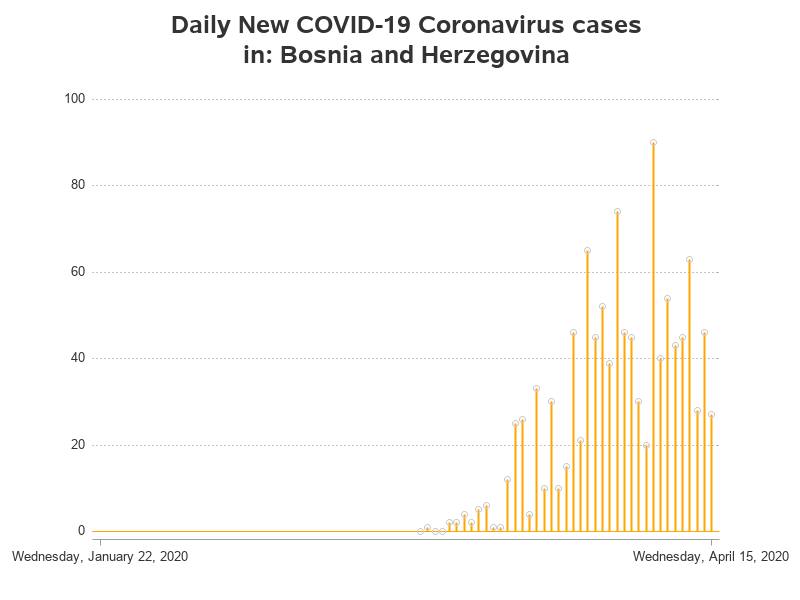 Daily New COVID-19 Coronavirus cases
in: Bosnia and Herzegovina
100
80
60
40
20
0
Wednesday, January 22, 2020
Wednesday, April 15, 2020